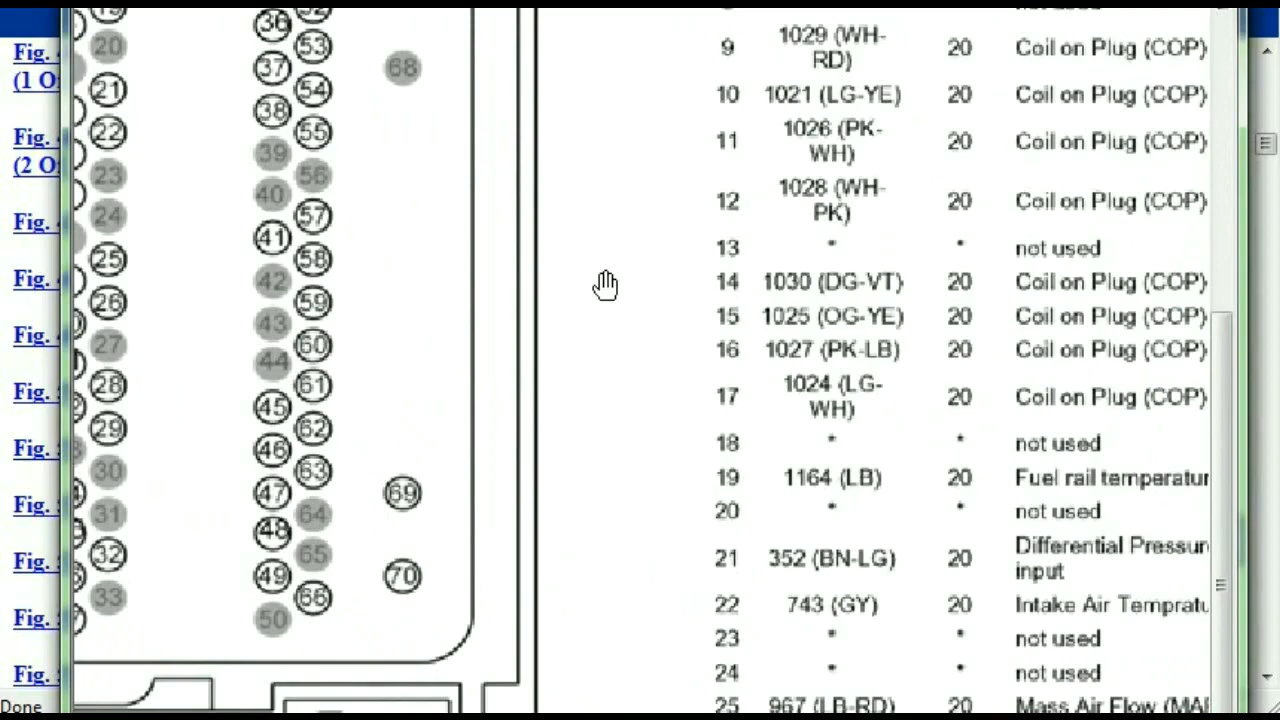 Fig.
(1 O
Fig.
(2 O
Fig.
Fig.
Fig.
Fig.
Fig.
Fig.
Fig.
Fig.
Fig.
Done
19
20
21
22
23
24
25
26
27
28
29
30
31
32
33
36
37
38
39
40
41
42
43
44
45
46
47
48
49
50
52
53
54
55
56
57
58
59
60
61
62
63
64
65
66
68
69
70
not used
9 1029 (WH- 20 Coil on Plug (COP)
RD)
10 1021 (LG-YE) 20 Coil on Plug (COP)
11 1026 (PK- 20 Coil on Plug (COP)
WH)
12 1028 (WH- 20 Coil on Plug (COP)
PK)
13 * * not used
14 1030 (DG-VT) 20 Coil on Plug (COP)
15 1025 (OG-YE) 20 Coil on Plug (COP)
16 1027 (PK-LB) 20 Coil on Plug (COP)
17 1024 (LG- 20 Coil on Plug (COP)
WH)
18 * * not used
19 1164 (LB) 20 Fuel rail temperatur
20 * * not used
21 352 (BN-LG) 20 Differential Pressur
input
22 743 (GY) 20 Intake Air Tempratu
23 * * not used
24 * * not used
25 967 (LB-RD) 20 Mass Air Flow (MAF